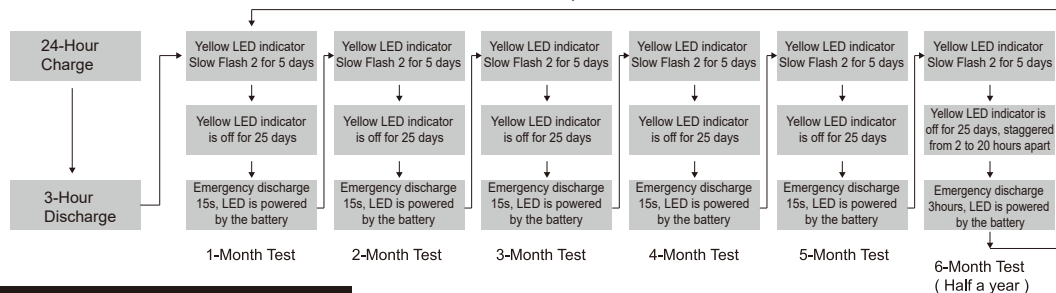 24-Hour
Charge
3-Hour
Discharge
Yellow LED indicator
Slow Flash 2 for 5 days
Yellow LED indicator
is off for 25 days
Emergency discharge
15s, LED is powered
by the battery
1-Month Test
Yellow LED indicator
Slow Flash 2 for 5 days
Yellow LED indicator
is off for 25 days
Emergency discharge
15s, LED is powered
by the battery
2-Month Test
Yellow LED indicator
Slow Flash 2 for 5 days
Yellow LED indicator
is off for 25 days
Emergency discharge
15s, LED is powered
by the battery
3-Month Test
Yellow LED indicator
Slow Flash 2 for 5 days
Yellow LED indicator
is off for 25 days
Emergency discharge
15s, LED is powered
by the battery
4-Month Test
Yellow LED indicator
Slow Flash 2 for 5 days
Yellow LED indicator
is off for 25 days
Emergency discharge
15s, LED is powered
by the battery
5-Month Test
Yellow LED indicator
Slow Flash 2 for 5 days
Yellow LED indicator is
off for 25 days, staggered
from 2 to 20 hours apart
Emergency discharge
3hours, LED is powered
by the battery
6-Month Test
( Half a year )